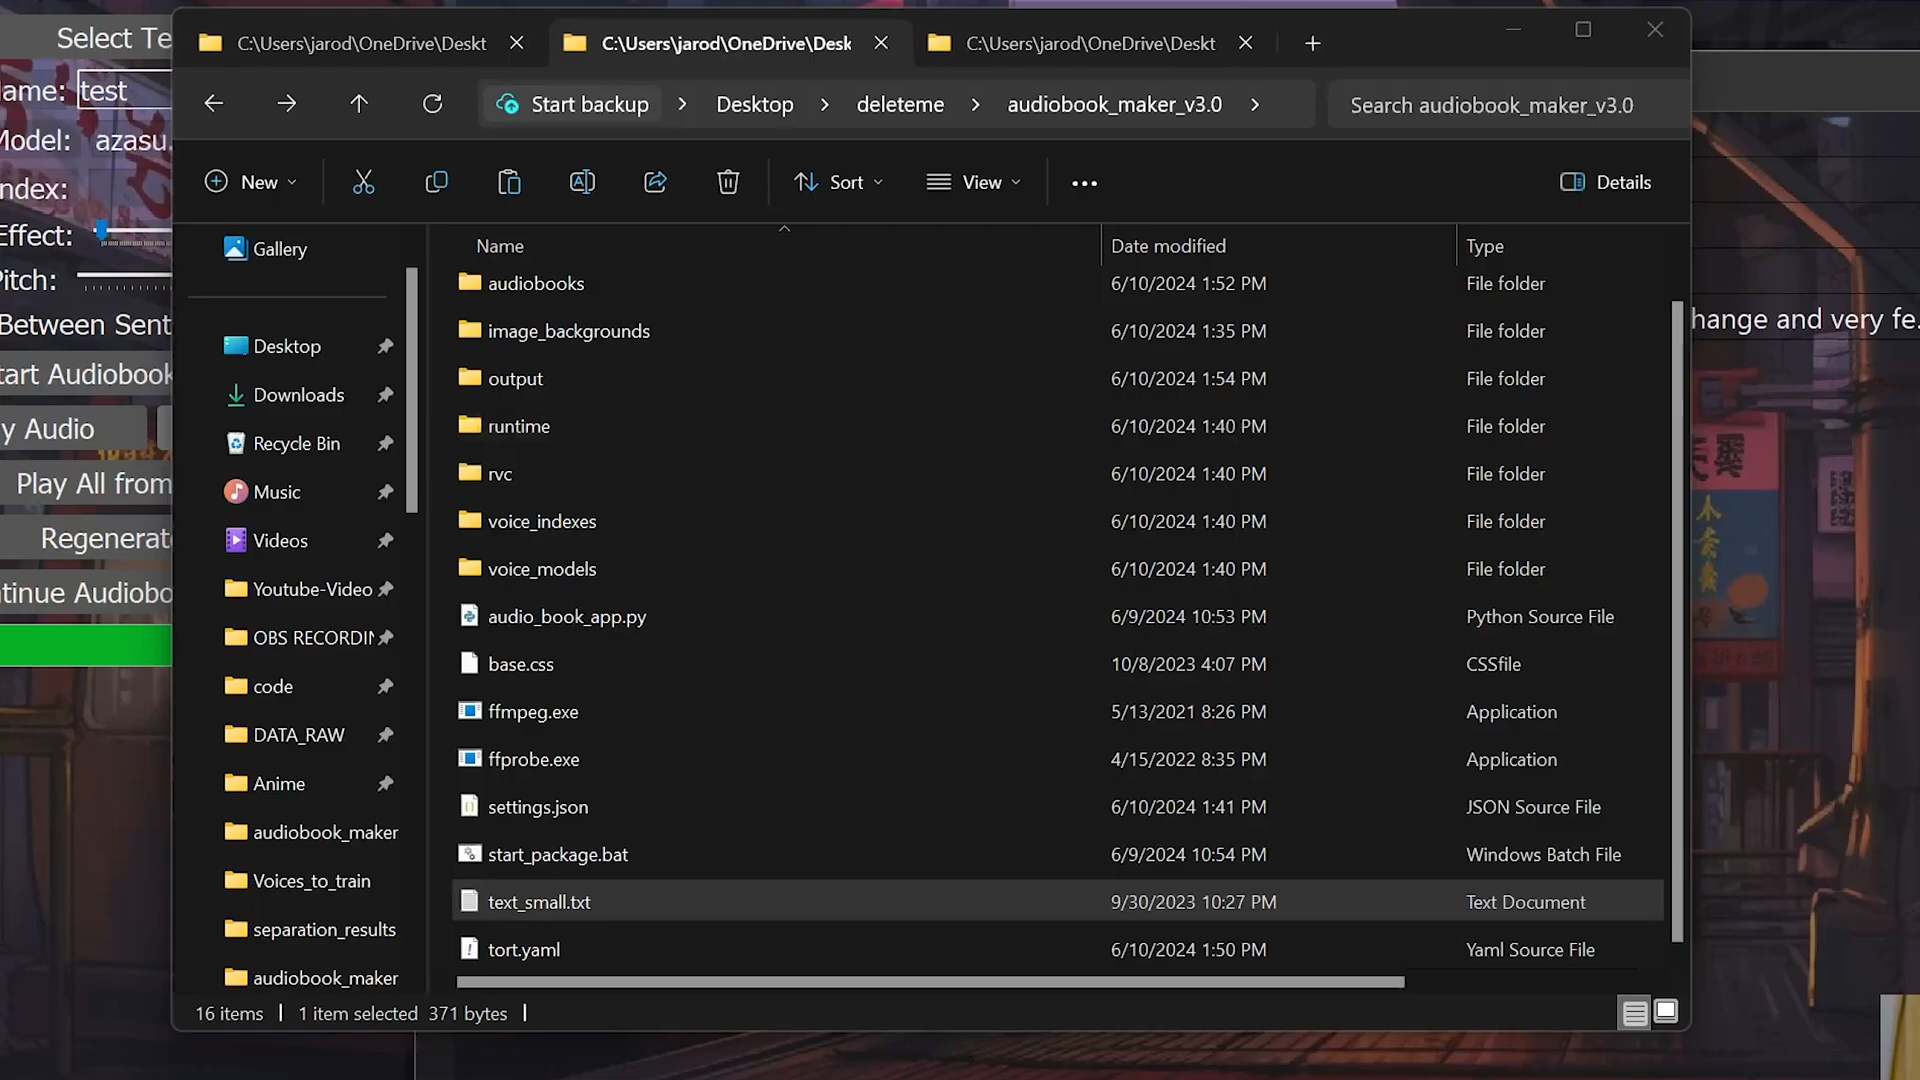 C:\Users\jarod\OneDrive\Deskt
C:\Users\jarod\OneDrive\Desk
C:\Users\jarod\OneDrive\Deskt
Start backup > Desktop > deleteme > audiobook_maker_v3.0 >
Search audiobook_maker_v3.0
New
Sort
View
Details
Select Te
ame: test
Model: azasu.
ndex:
Effect:
Pitch:
Between Sent
tart Audiobook
y Audio
Play All from
Regenerate
ntinue Audiobo
Gallery
Desktop
Downloads
Recycle Bin
Music
Videos
Youtube-Video
OBS RECORDIN
code
DATA_RAW
Anime
audiobook_maker
Voices_to_train
separation_results
audiobook_maker
Name Date modified Type
audiobooks 6/10/2024 1:52 PM File folder
image_backgrounds 6/10/2024 1:35 PM File folder
output 6/10/2024 1:54 PM File folder
runtime 6/10/2024 1:40 PM File folder
rvc 6/10/2024 1:40 PM File folder
voice_indexes 6/10/2024 1:40 PM File folder
voice_models 6/10/2024 1:40 PM File folder
audio_book_app.py 6/9/2024 10:53 PM Python Source File
base.css 10/8/2023 4:07 PM CSSfile
ffmpeg.exe 5/13/2021 8:26 PM Application
ffprobe.exe 4/15/2022 8:35 PM Application
settings.json 6/10/2024 1:41 PM JSON Source File
start_package.bat 6/9/2024 10:54 PM Windows Batch File
text_small.txt 9/30/2023 10:27 PM Text Document
tort.yaml 6/10/2024 1:50 PM Yaml Source File
16 items | 1 item selected 371 bytes |
hange and very fe.